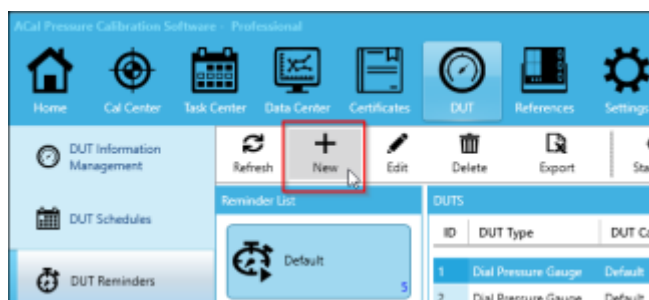 ACal Pressure Calibration Software - Professional
Home Cal Center Task Center Data Center Certificates DUT References Settings
DUT Information
Management
DUT Schedules
DUT Reminders
Refresh New Edit Delete Export
Reminder List
Default
5
DUTS
ID DUT Type DUT Ca
1 Dial Pressure Gauge Default
2 Dial Pressure Gauge Default